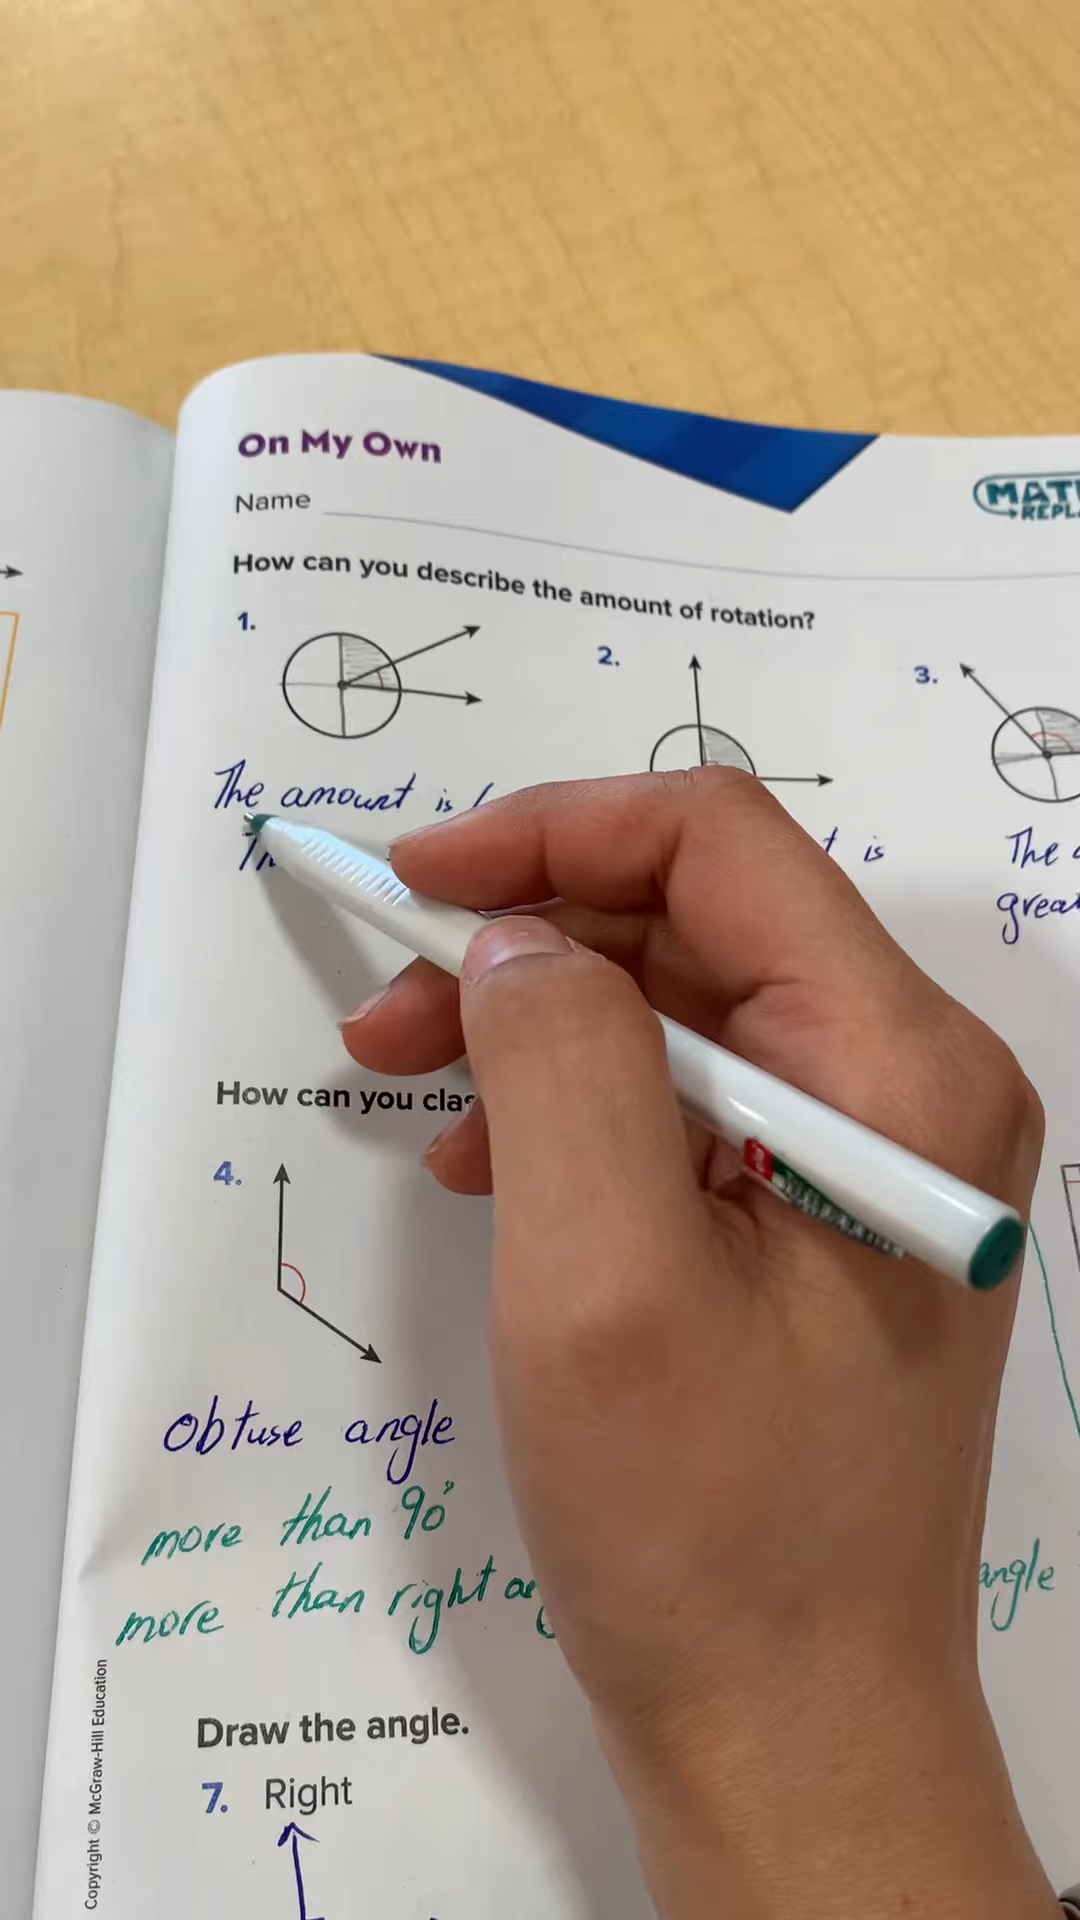 On My Own
Name
MAT
REPL
How can you describe the amount of rotation?
1.
2.
3.
The amount is
is
The
great
How can you clas
4.
Obtuse angle
more than 90°
more than right
angle
Draw the angle.
7. Right
Copyright © McGraw-Hill Education